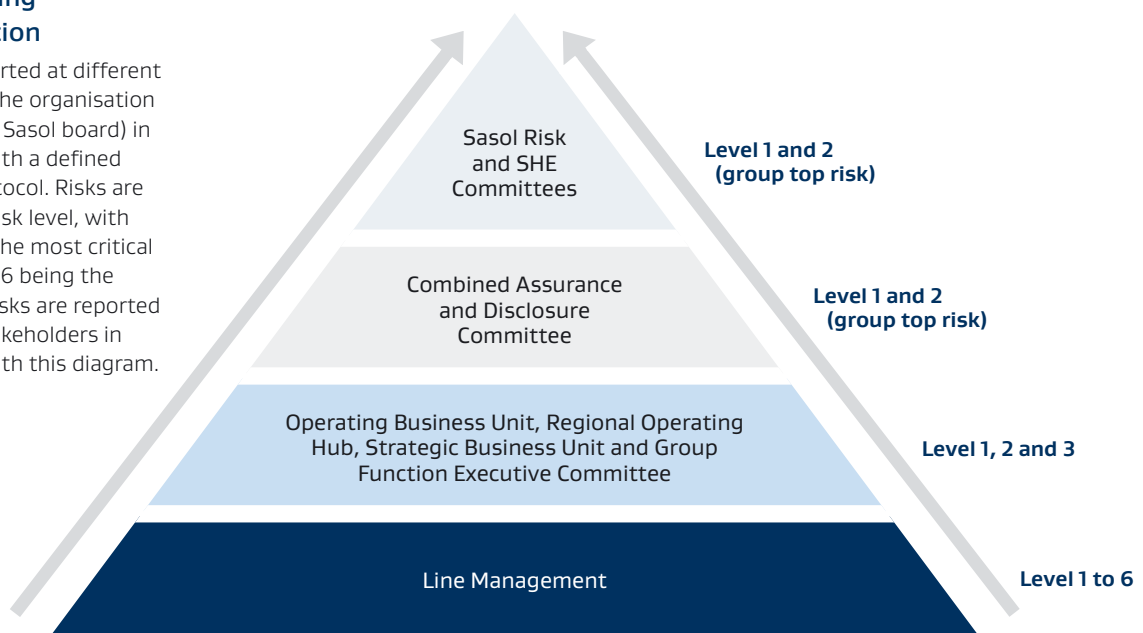 tion
rted at different
he organisation
Sasol board) in
th a defined
tocol. Risks are
sk level, with
he most critical
6 being the
sks are reported
keholders in
th this diagram.
Sasol Risk
and SHE
Committees
Level 1 and 2
(group top risk)
Combined Assurance
and Disclosure
Committee
Level 1 and 2
(group top risk)
Operating Business Unit, Regional Operating
Hub, Strategic Business Unit and Group
Function Executive Committee
Level 1, 2 and 3
Line Management
Level 1 to 6